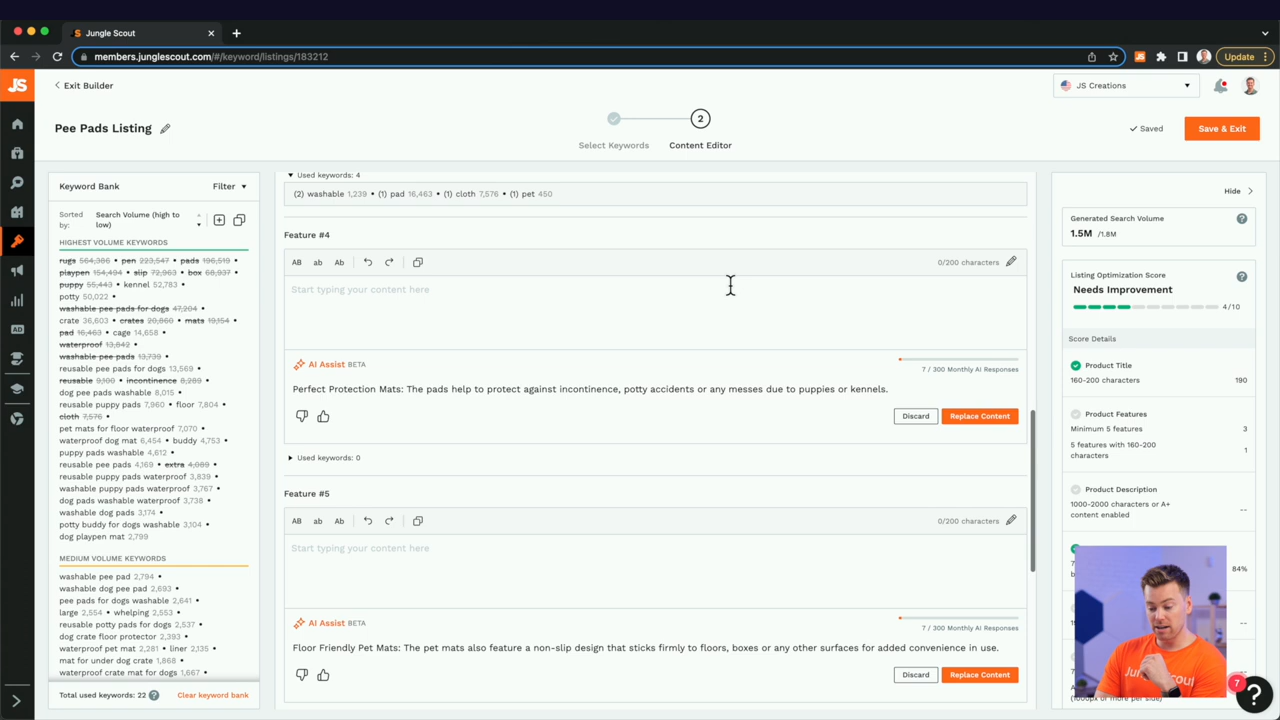 Jungle Scout
members.junglescout.com/#/keyword/listings/183212
JS
Update
JS
Exit Builder
JS Creations
Pee Pads Listing
2
Select Keywords
Content Editor
Saved
Save & Exit
Keyword Bank
Filter
Sorted by:
Search Volume (high to low)
HIGHEST VOLUME KEYWORDS
rugs 564,386 • pen 223,547 • pads 196,519 •
playpen 154,494 • slip 72,963 • box 68,937 •
puppy 55,443 • kennel 52,783 •
potty 50,022 •
washable pee pads for dogs 47,204 •
crate 36,603 • crates 20,860 • mats 19,154 •
pad 16,463 • cage 14,658 •
waterproof 13,842 •
washable pee pads 13,739 •
reusable pee pads for dogs 13,569 •
reusable 9,100 • incontinence 8,289 •
dog pee pads washable 8,015 •
reusable puppy pads 7,960 • floor 7,804 •
cloth 7,576 •
pet mats for floor waterproof 7,070 •
waterproof dog mat 6,454 • buddy 4,753 •
puppy pads washable 4,612 •
reusable pee pads 4,169 • extra 4,089 •
reusable puppy pads waterproof 3,839 •
washable puppy pads waterproof 3,767 •
dog pads washable waterproof 3,738 •
washable dog pads 3,174 •
potty buddy for dogs washable 3,104 •
dog playpen mat 2,799
MEDIUM VOLUME KEYWORDS
washable pee pad 2,794 •
washable dog pee pad 2,693 •
pee pads for dogs washable 2,641 •
large 2,554 • whelping 2,553 •
reusable potty pads for dogs 2,537 •
dog crate floor protector 2,393 •
waterproof pet mat 2,281 • liner 2,135 •
mat for under dog crate 1,868 •
waterproof crate mat for dogs 1,667 •
Total used keywords: 22
?
Clear keyword bank
Used keywords: 4
(2) washable 1,239 • (1) pad 16,463 • (1) cloth 7,576 • (1) pet 450
Feature #4
AB ab Ab
0/200 characters
Start typing your content here
AI Assist BETA
7 / 300 Monthly AI Responses
Perfect Protection Mats: The pads help to protect against incontinence, potty accidents or any messes due to puppies or kennels.
Discard
Replace Content
Used keywords: 0
Feature #5
AB ab Ab
0/200 characters
Start typing your content here
AI Assist BETA
7 / 300 Monthly AI Responses
Floor Friendly Pet Mats: The pet mats also feature a non-slip design that sticks firmly to floors, boxes or any other surfaces for added convenience in use.
Discard
Replace Content
Hide
Generated Search Volume
?
1.5M /1.8M
Listing Optimization Score
?
Needs Improvement
4/10
Score Details
Product Title
160-200 characters 190
Product Features
Minimum 5 features 3
5 features with 160-200 characters 1
Product Description
1000-2000 characters or A+ content enabled --
84%
--
--
7
?
AD